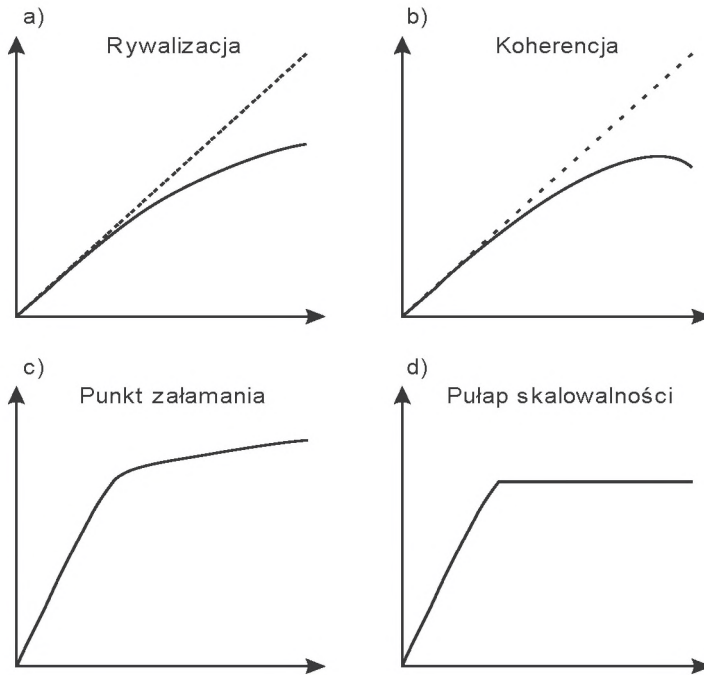 a)
Rywalizacja
b)
Koherencja
c)
Punkt załamania
d)
Pułap skalowalności